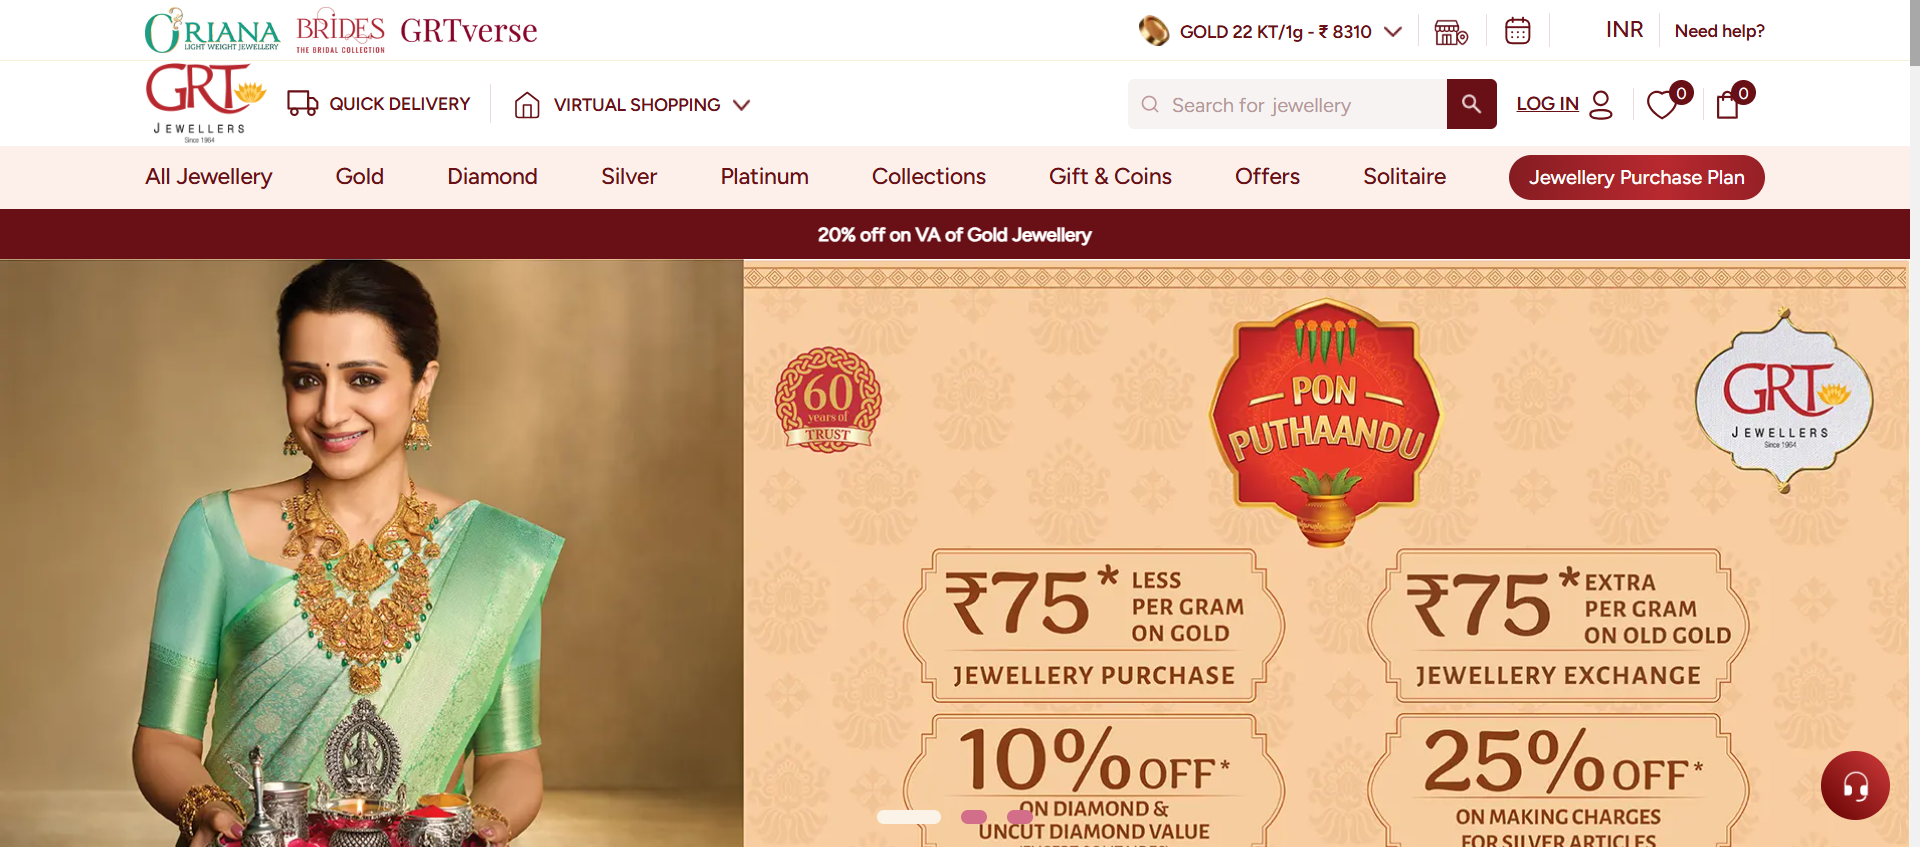 ORIANA
LIGHT WEIGHT JEWELLERY
BRIDES
THE BRIDAL COLLECTION
GRTverse
GOLD 22 KT/1g - ₹ 8310
INR
Need help?
GRT
JEWELLERS
Since 1964
QUICK DELIVERY
VIRTUAL SHOPPING
Search for jewellery
LOG IN
0
0
All Jewellery
Gold
Diamond
Silver
Platinum
Collections
Gift & Coins
Offers
Solitaire
Jewellery Purchase Plan
20% off on VA of Gold Jewellery
60
years of
TRUST
PON
PUTHAANDU
GRT
JEWELLERS
Since 1964
₹75* LESS
PER GRAM
ON GOLD
JEWELLERY PURCHASE
₹75* EXTRA
PER GRAM
ON OLD GOLD
JEWELLERY EXCHANGE
10% OFF*
ON DIAMOND &
UNCUT DIAMOND VALUE
25% OFF*
ON MAKING CHARGES
FOR SILVER ARTICLES